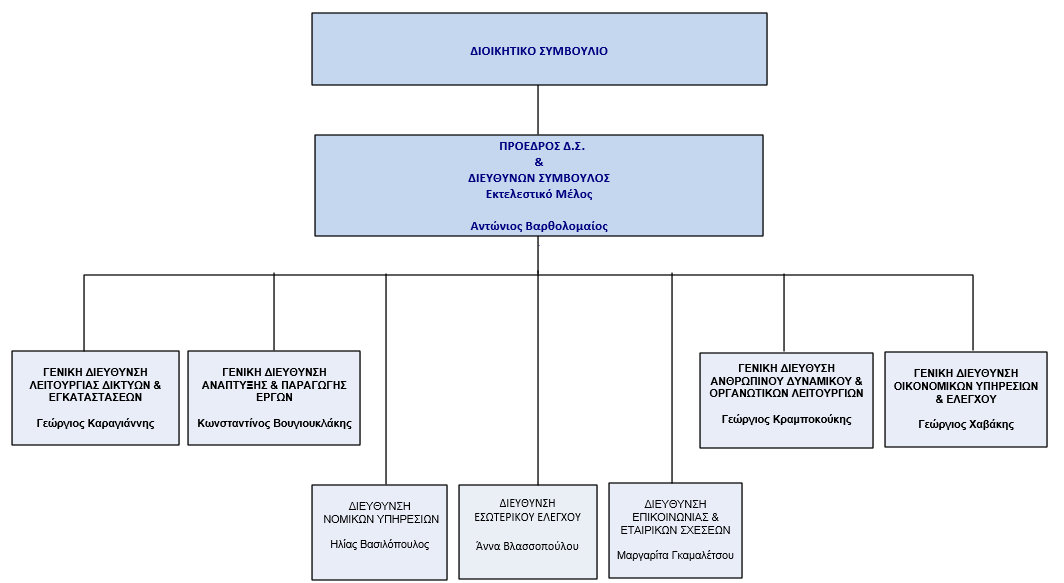 ΔΙΟΙΚΗΤΙΚΟ ΣΥΜΒΟΥΛΙΟ
ΠΡΟΕΔΡΟΣ Δ.Σ.
&
ΔΙΕΥΘΥΝΩΝ ΣΥΜΒΟΥΛΟΣ
Εκτελεστικό Μέλος
Αντώνιος Βαρθολομαίος
ΓΕΝΙΚΗ ΔΙΕΥΘΥΝΣΗ
ΛΕΙΤΟΥΡΓΙΑΣ ΔΙΚΤΥΩΝ &
ΕΓΚΑΤΑΣΤΑΣΕΩΝ
Γεώργιος Καραγιάννης
ΓΕΝΙΚΗ ΔΙΕΥΘΥΝΣΗ
ΑΝΑΠΤΥΞΗΣ & ΠΑΡΑΓΩΓΗΣ
ΕΡΓΩΝ
Κωνσταντίνος Βουγιουκλάκης
ΓΕΝΙΚΗ ΔΙΕΥΘΥΣΗ
ΑΝΘΡΩΠΙΝΟΥ ΔΥΝΑΜΙΚΟΥ &
ΟΡΓΑΝΩΤΙΚΩΝ ΛΕΙΤΟΥΡΓΙΩΝ
Γεώργιος Κραμποκούκης
ΓΕΝΙΚΗ ΔΙΕΥΘΥΝΣΗ
ΟΙΚΟΝΟΜΙΚΩΝ ΥΠΗΡΕΣΙΩΝ
& ΕΛΕΓΧΟΥ
Γεώργιος Χαβάκης
ΔΙΕΥΘΥΝΣΗ
ΝΟΜΙΚΩΝ ΥΠΗΡΕΣΙΩΝ
Ηλίας Βασιλόπουλος
ΔΙΕΥΘΥΝΣΗ
ΕΣΩΤΕΡΙΚΟΥ ΕΛΕΓΧΟΥ
Άννα Βλασσοπούλου
ΔΙΕΥΘΥΝΣΗ
ΕΠΙΚΟΙΝΩΝΙΑΣ &
ΕΤΑΙΡΙΚΩΝ ΣΧΕΣΕΩΝ
Μαργαρίτα Γκαμαλέτσου